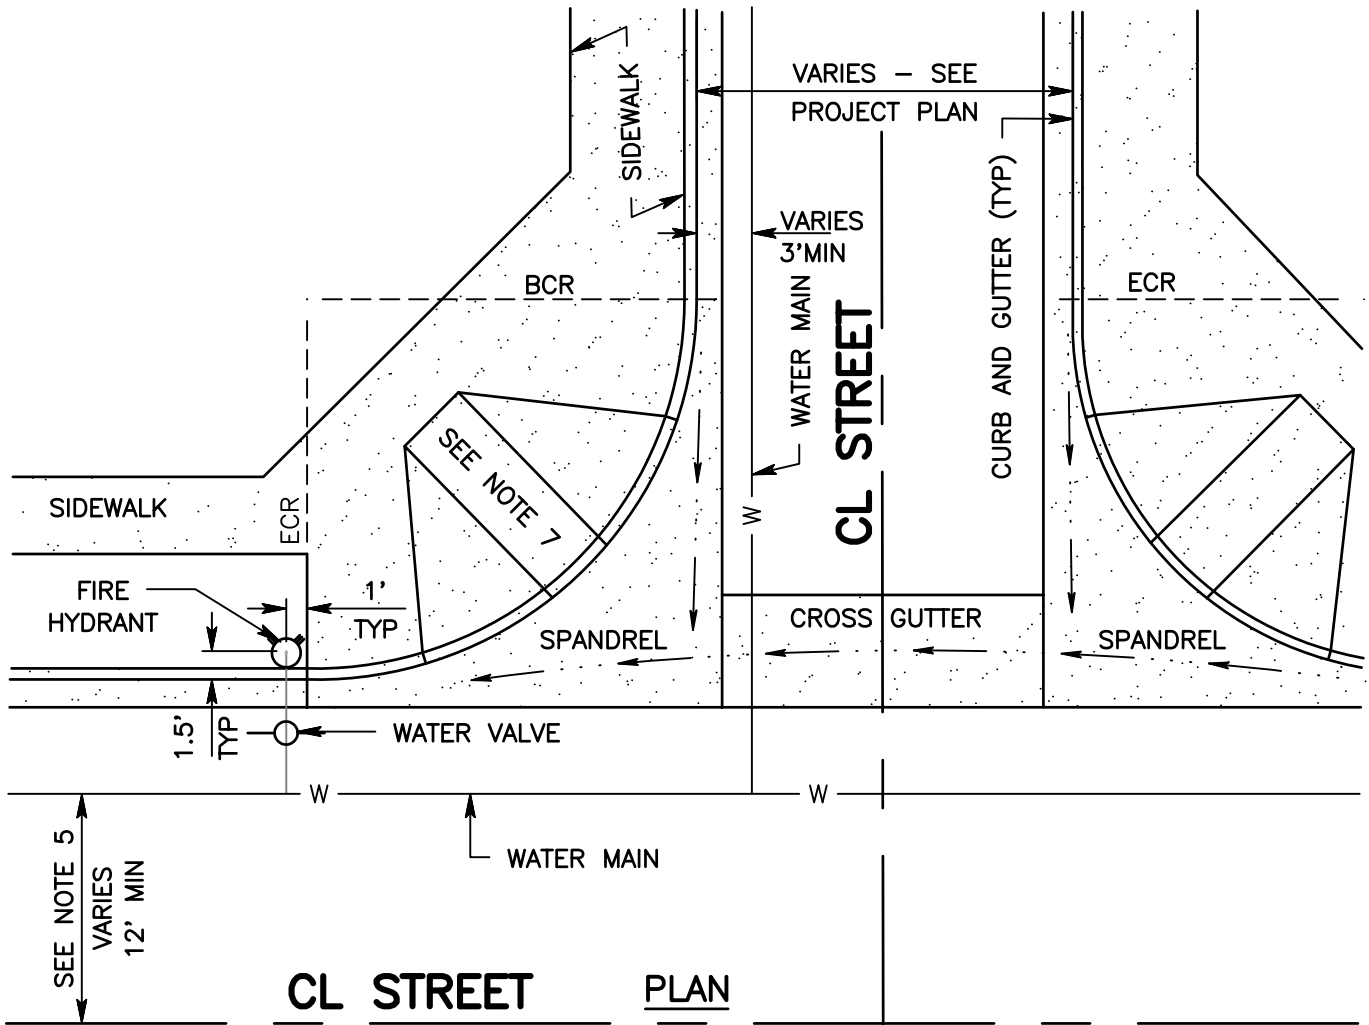 VARIES - SEE
PROJECT PLAN
SIDEWALK
SIDEWALK
VARIES
3'MIN
BCR
ECR
WATER MAIN
CL STREET
CURB AND GUTTER (TYP)
SEE NOTE 7
SIDEWALK
ECR
W
FIRE
HYDRANT
1'
TYP
SPANDREL
CROSS GUTTER
SPANDREL
1.5'
TYP
WATER VALVE
W
W
WATER MAIN
SEE NOTE 5
VARIES
12' MIN
CL STREET
PLAN